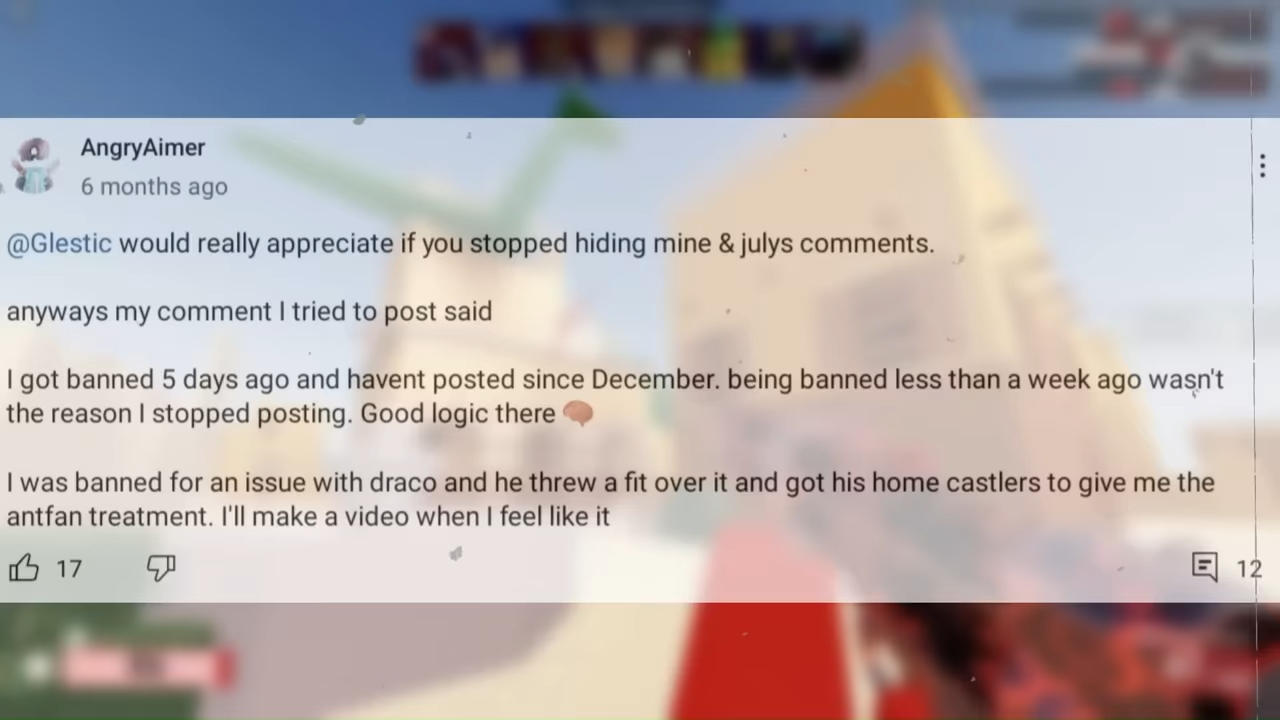 AngryAimer
6 months ago
@Glestic would really appreciate if you stopped hiding mine & julys comments.
anyways my comment I tried to post said
I got banned 5 days ago and havent posted since December. being banned less than a week ago wasn't
the reason I stopped posting. Good logic there 🧠
I was banned for an issue with draco and he threw a fit over it and got his home castlers to give me the
antfan treatment. I'll make a video when I feel like it
17
12